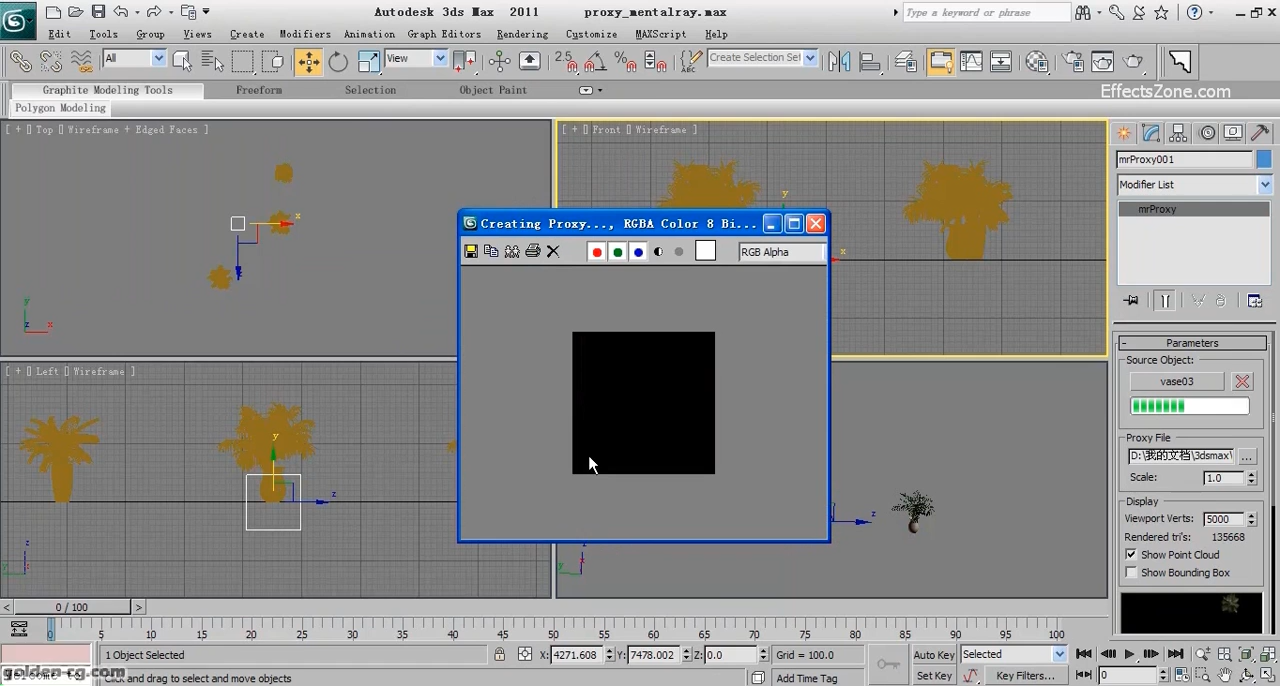 Autodesk 3ds Max 2011 proxy_mentalray.max
Type a keyword or phrase
Edit Tools Group Views Create Modifiers Animation Graph Editors Rendering Customize MAXScript Help
All View 2.5 Create Selection Set
Graphite Modeling Tools Freeform Selection Object Paint
EffectsZone.com
Polygon Modeling
[ + [] Top [] Wireframe + Edged Faces ]
[ + [] Front [] Wireframe ]
mrProxy001
Modifier List
mrProxy
Creating Proxy..., RGBA Color 8 Bi...
RGB Alpha
[ + [] Left [] Wireframe ]
- Parameters
Source Object:
vase03
Proxy File
D:\我的文档\3dsmax\ ...
Scale: 1.0
Display
Viewport Verts: 5000
Rendered tri's: 135668
Show Point Cloud
Show Bounding Box
< 0 / 100 >
0 5 10 15 20 25 30 35 40 45 50 55 60 65 70 75 80 85 90 95 100
1 Object Selected X: 4271.608 Y: 7478.002 Z: 0.0 Grid = 100.0 Auto Key Selected
golden-cg.com
Click and drag to select and move objects Add Time Tag Set Key Key Filters... 0